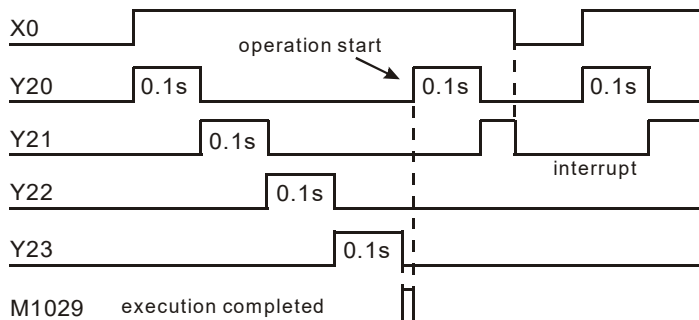 X0
operation start
Y20 0.1s 0.1s 0.1s
Y21 0.1s
interrupt
Y22 0.1s
Y23 0.1s
M1029 execution completed